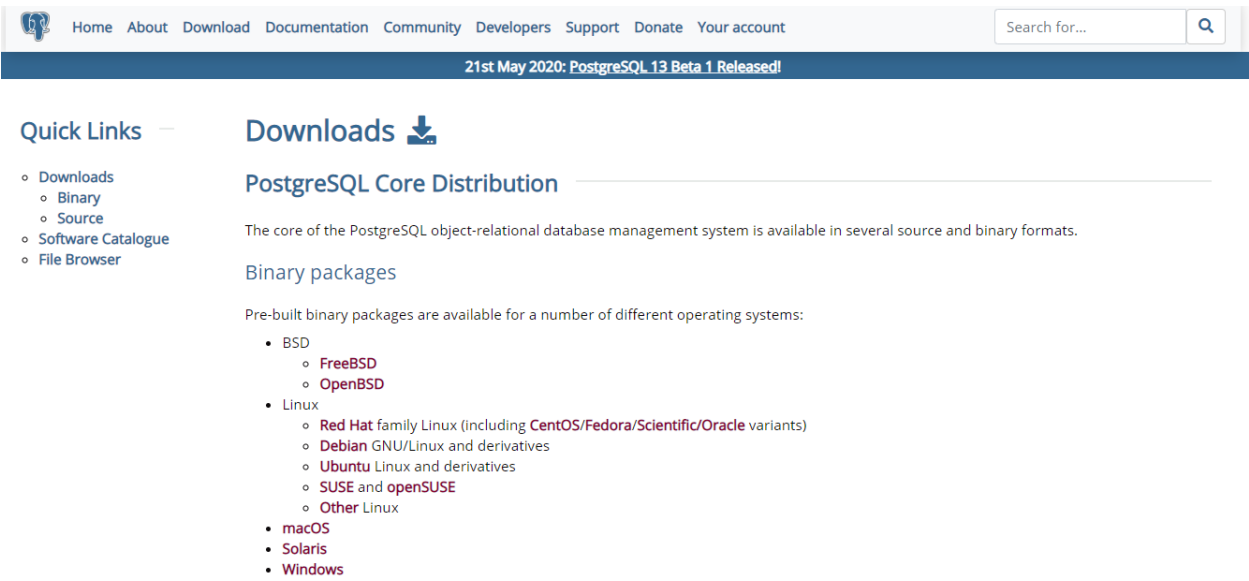 Home About Download Documentation Community Developers Support Donate Your account Search for...
21st May 2020: PostgreSQL 13 Beta 1 Released!
Quick Links
Downloads
Binary
Source
Software Catalogue
File Browser
Downloads
PostgreSQL Core Distribution
The core of the PostgreSQL object-relational database management system is available in several source and binary formats.
Binary packages
Pre-built binary packages are available for a number of different operating systems:
BSD
FreeBSD
OpenBSD
Linux
Red Hat family Linux (including CentOS/Fedora/Scientific/Oracle variants)
Debian GNU/Linux and derivatives
Ubuntu Linux and derivatives
SUSE and openSUSE
Other Linux
macOS
Solaris
Windows